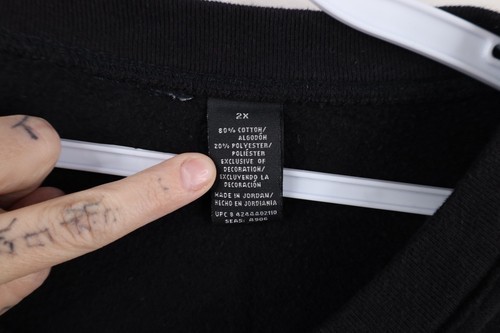 2X
80% COTTON/
ALGODÓN
20% POLYESTER/
POLIÉSTER
EXCLUSIVE OF
DECORATION/
EXCLUYENDO LA
DECORACIÓN
MADE IN JORDAN/
HECHO EN JORDANIA